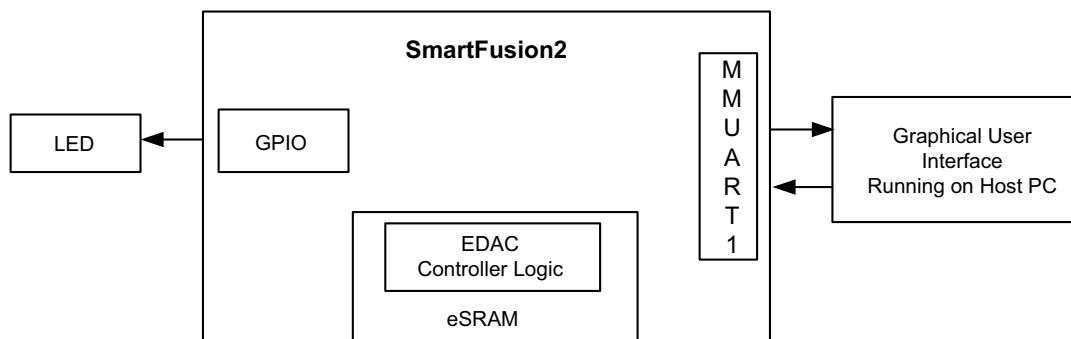 SmartFusion2
LED
GPIO
M
M
U
A
R
T
1
Graphical User
Interface
Running on Host PC
EDAC
Controller Logic
eSRAM